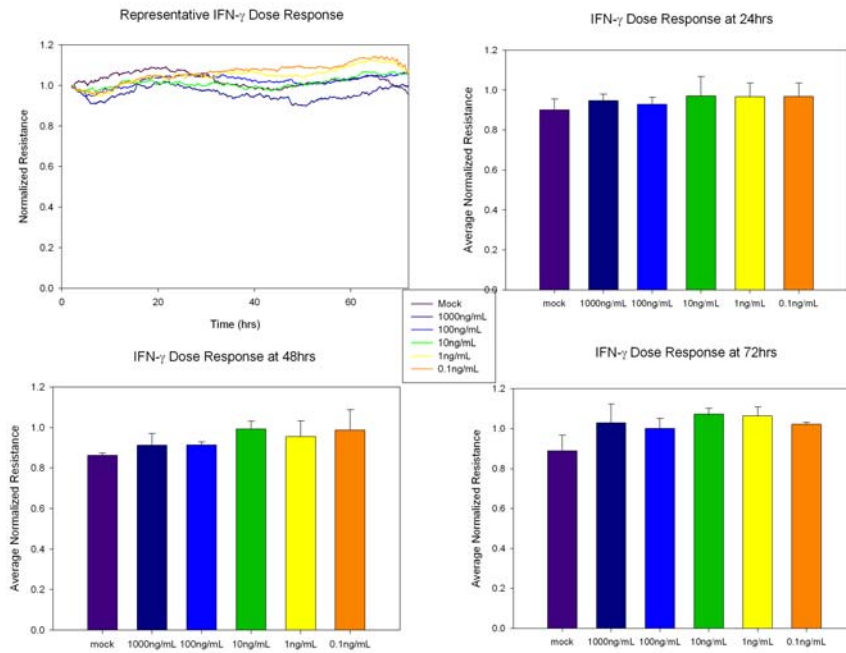 Representative IFN-γ Dose Response
Normalized Resistance
1.2
1.0
0.8
0.6
0.4
0.2
0.0
0
20
40
60
Time (hrs)
IFN-γ Dose Response at 24hrs
Average Normalized Resistance
1.2
1.0
0.8
0.6
0.4
0.2
0.0
mock 1000ng/mL 100ng/mL 10ng/mL 1ng/mL 0.1ng/mL
Mock
1000ng/mL
100ng/mL
10ng/mL
1ng/mL
0.1ng/mL
IFN-γ Dose Response at 48hrs
Average Normalized Resistance
1.2
1.0
0.8
0.6
0.4
0.2
0.0
mock 1000ng/mL 100ng/mL 10ng/mL 1ng/mL 0.1ng/mL
IFN-γ Dose Response at 72hrs
Average Normalized Resistance
1.2
1.0
0.8
0.6
0.4
0.2
0.0
mock 1000ng/mL 100ng/mL 10ng/mL 1ng/mL 0.1ng/mL